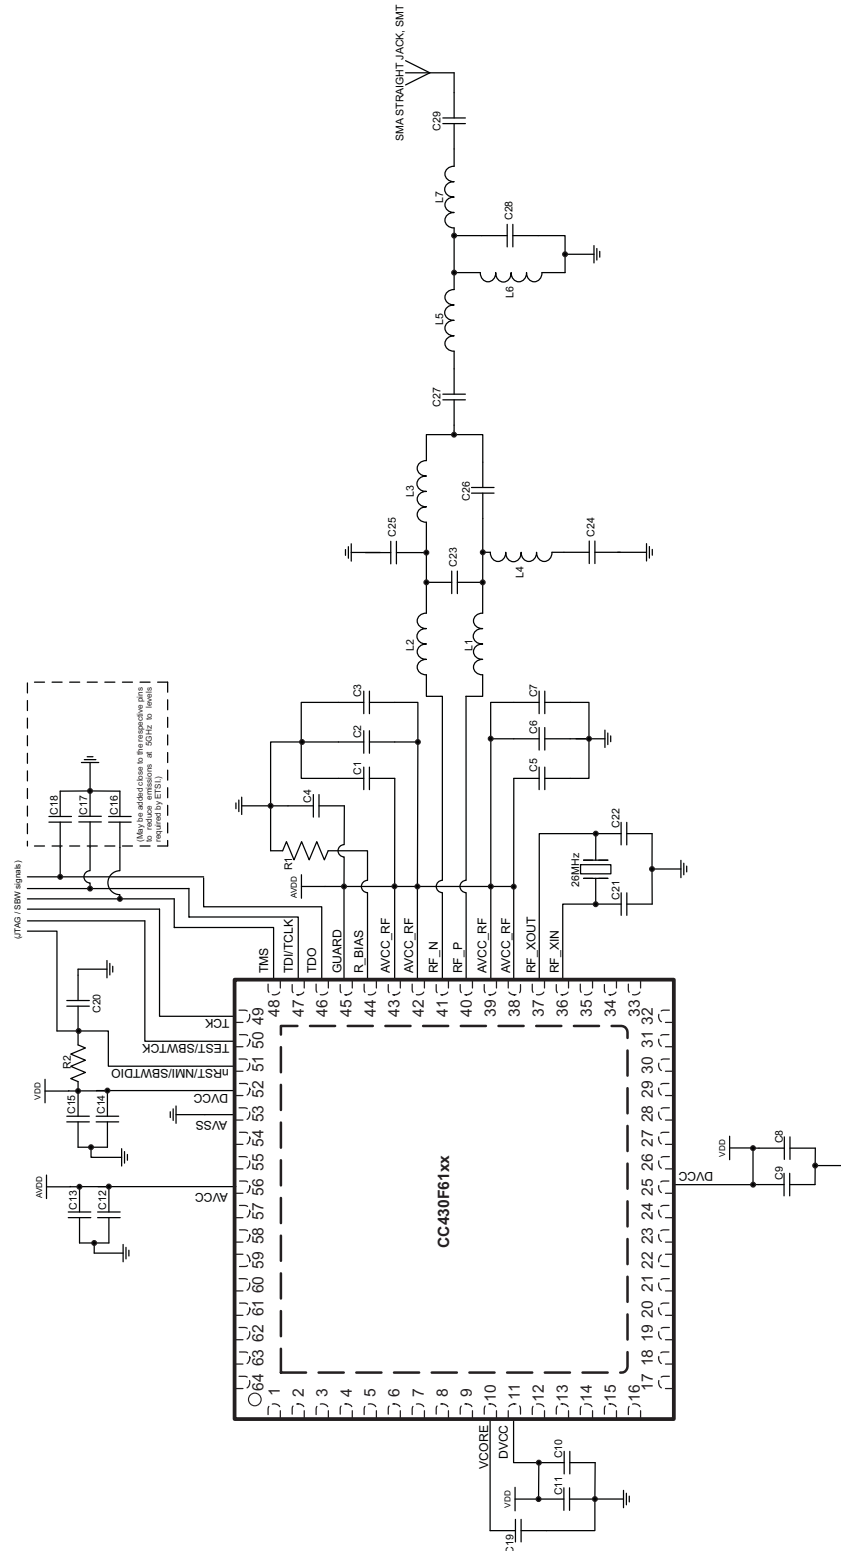 SMA STRAIGHT JACK, SMT
C29
L7
C28
L6
L5
C27
L3
C26
C25
C24
C23
L4
L2
L1
(May be added close to the respective pins
to reduce emissions at 5GHz to levels
required by ETSI.)
C18
C17
C16
(JTAG / SBW signals)
C3
C2
C1
C4
R1
AVDD
C7
C6
C5
C22
26MHz
C21
TMS
TDI/TCLK
TDO
GUARD
R_BIAS
AVCC_RF
AVCC_RF
RF_N
RF_P
AVCC_RF
AVCC_RF
RF_XOUT
RF_XIN
48
47
46
45
44
43
42
41
40
39
38
37
36
35
34
33
C20
R2
VDD
C15
C14
AVDD
C13
C12
TCK
TEST/SBWTCK
nRST/NMI/SBWTDIO
DVCC
AVSS
AVCC
49
50
51
52
53
54
55
56
57
58
59
60
61
62
63
64
CC430F61xx
32
31
30
29
28
27
26
25
24
23
22
21
20
19
18
17
DVCC
VDD
C8
C9
1
2
3
4
5
6
7
8
9
10
11
12
13
14
15
16
VCORE
DVCC
VDD
C10
C11
C19